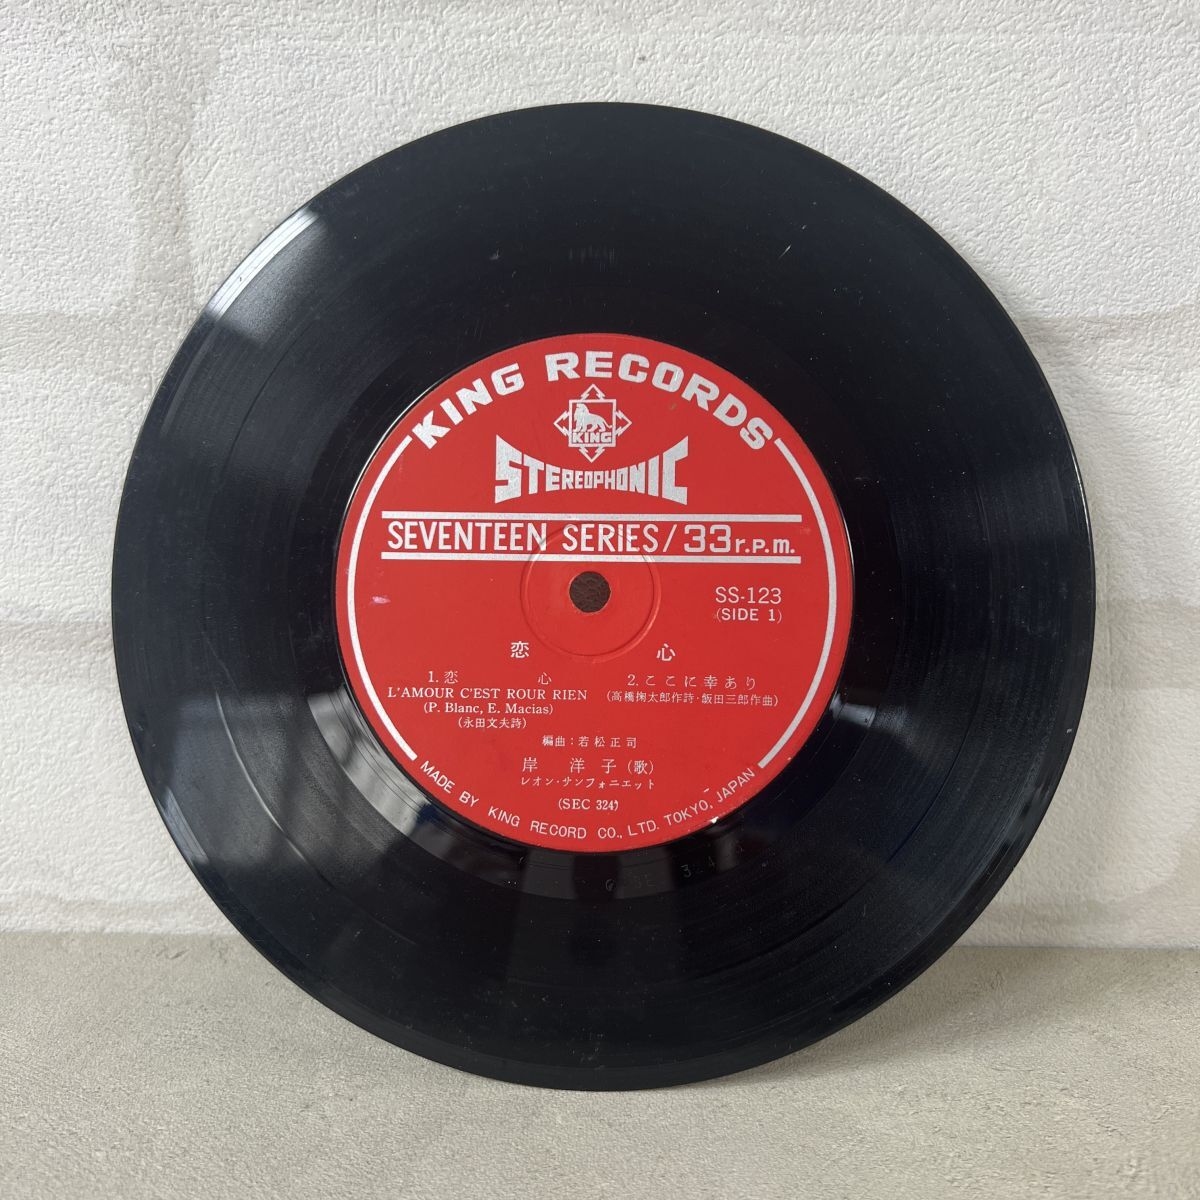 KING RECORDS
KING
STEREOPHONIC
SEVENTEEN SERIES/33r.p.m.
SS-123
(SIDE 1)
恋 心
1.恋 心
L'AMOUR C'EST ROUR RIEN
(P. Blanc, E. Macias)
(永田文夫詩)
2.ここに幸あり
(高橋掬太郎作詩・飯田三郎作曲)
編曲:若松正司
岸 洋子(歌)
レオン・サンフォニエット
(SEC 324)
MADE BY KING RECORD CO., LTD. TOKYO, JAPAN